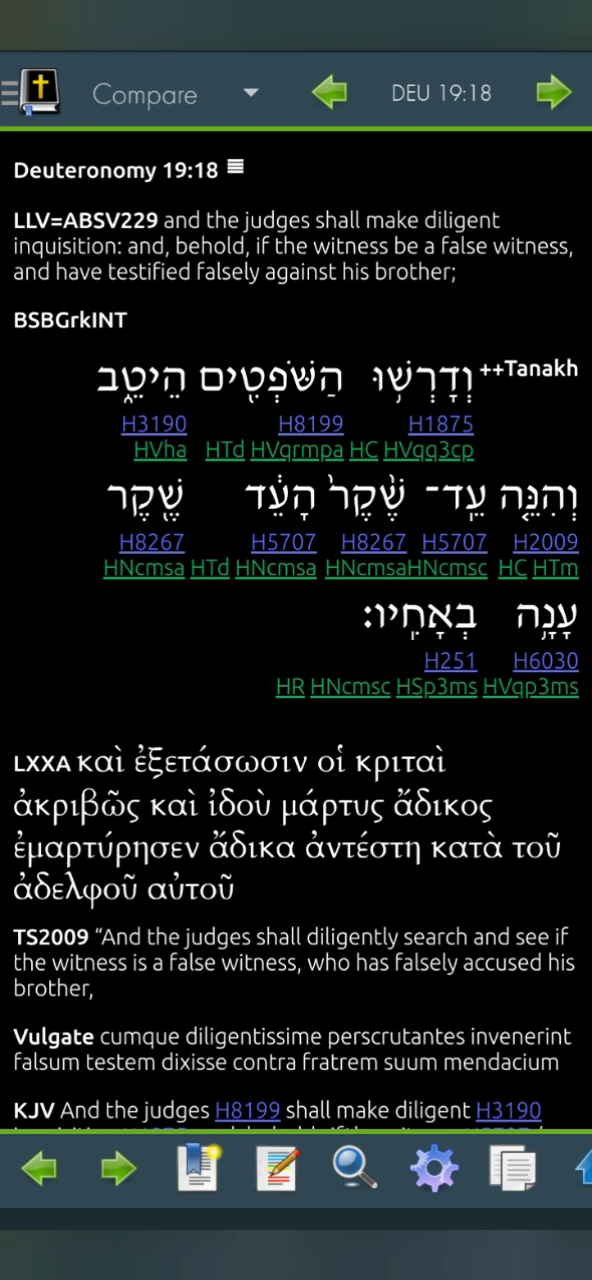 Compare
DEU 19:18
Deuteronomy 19:18
LLV=ABSV229 and the judges shall make diligent
inquisition: and, behold, if the witness be a false witness,
and have testified falsely against his brother;
BSBGrkINT
++Tanakh וְדָרְשׁ֥וּ הַשֹּׁפְטִ֖ים הֵיטֵ֑ב
H3190 H8199 H1875
HVha HTd HVqrmpa HC HVqq3cp
וְהִנֵּ֤ה עֵֽד־ שֶׁ֙קֶר֙ הָעֵ֔ד שֶׁ֖קֶר
H8267 H5707 H8267 H5707 H2009
HNcmsa HTd HNcmsa HNcmsaHNcmsc HC HTm
עָנָ֥ה בְאָחִֽיו׃
H251 H6030
HR HNcmsc HSp3ms HVqp3ms
LXXA καὶ ἐξετάσωσιν οἱ κριταὶ
ἀκριβῶς καὶ ἰδοὺ μάρτυς ἄδικος
ἐμαρτύρησεν ἄδικα ἀντέστη κατὰ τοῦ
ἀδελφοῦ αὐτοῦ
TS2009 “And the judges shall diligently search and see if
the witness is a false witness, who has falsely accused his
brother,
Vulgate cumque diligentissime perscrutantes invenerint
falsum testem dixisse contra fratrem suum mendacium
KJV And the judges H8199 shall make diligent H3190